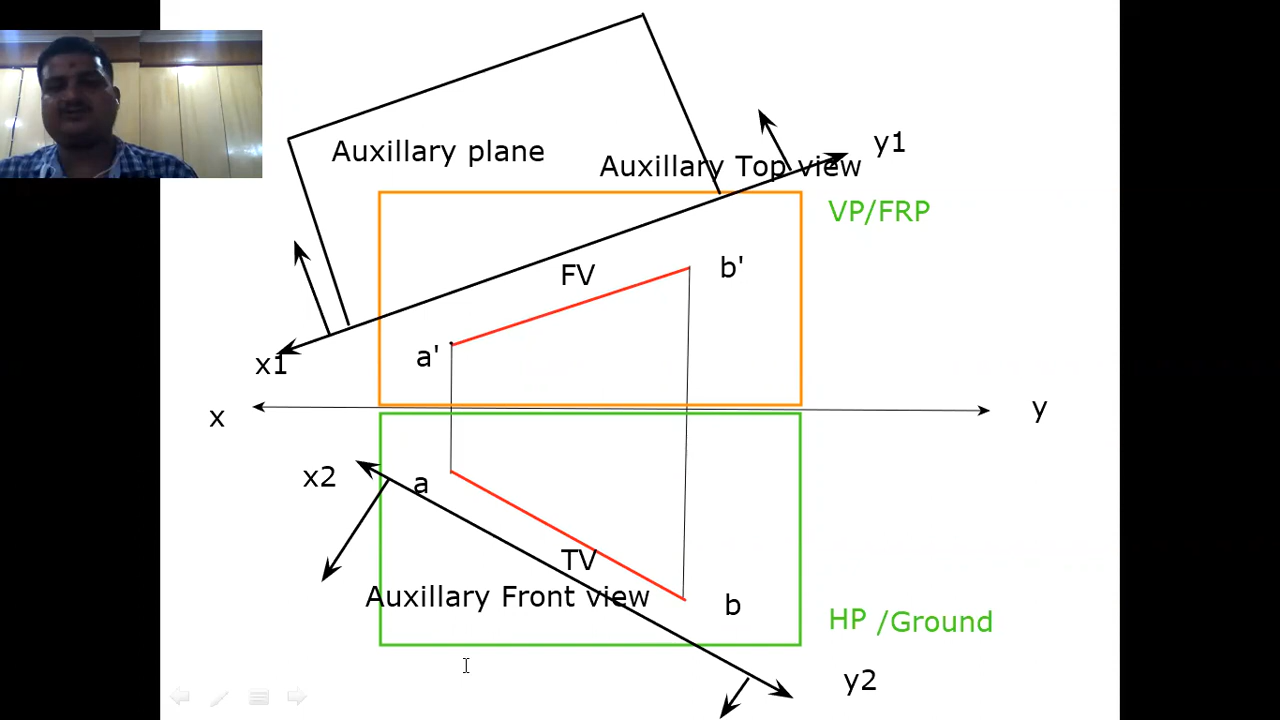 Auxillary plane
Auxillary Top view
y1
VP/FRP
FV
b'
a'
x1
x
y
x2
a
TV
Auxillary Front view
b
HP /Ground
y2